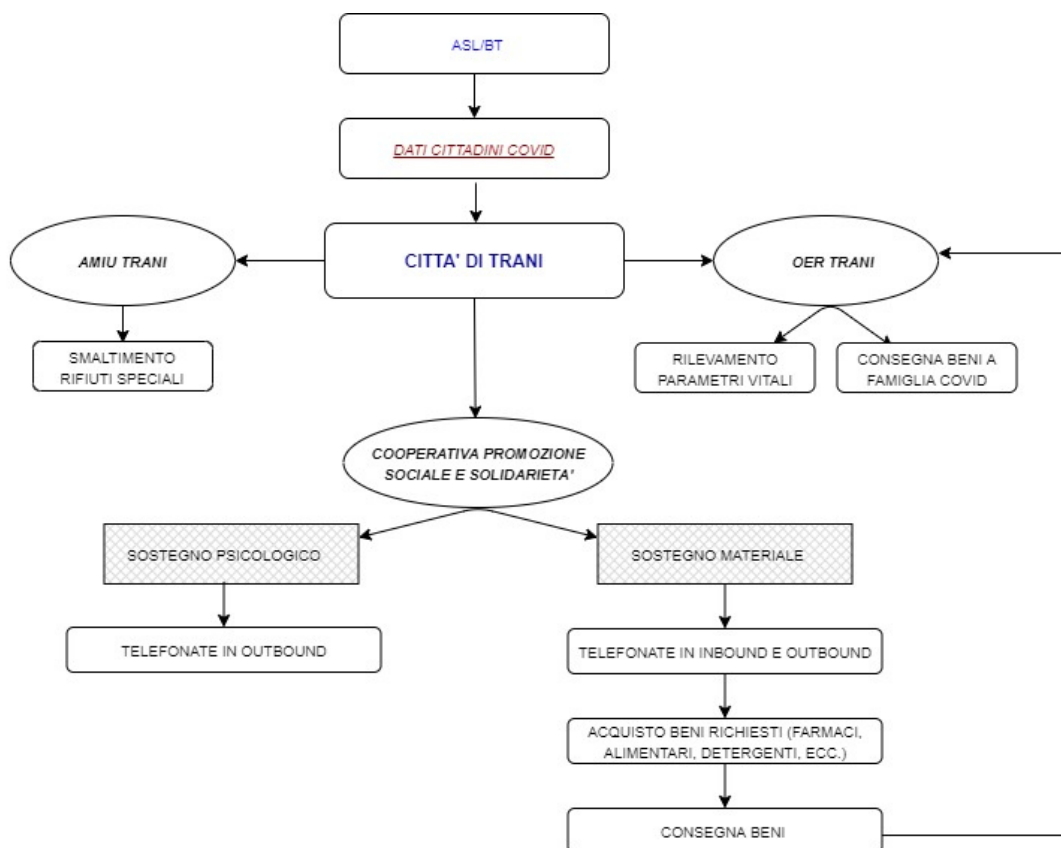 ASL/BT
DATI CITTADINI COVID
CITTA' DI TRANI
AMIU TRANI
OER TRANI
SMALTIMENTO
RIFIUTI SPECIALI
RILEVAMENTO
PARAMETRI VITALI
CONSEGNA BENI A
FAMIGLIA COVID
COOPERATIVA PROMOZIONE
SOCIALE E SOLIDARIETA'
SOSTEGNO PSICOLOGICO
SOSTEGNO MATERIALE
TELEFONATE IN OUTBOUND
TELEFONATE IN INBOUND E OUTBOUND
ACQUISTO BENI RICHIESTI (FARMACI,
ALIMENTARI, DETERGENTI, ECC.)
CONSEGNA BENI